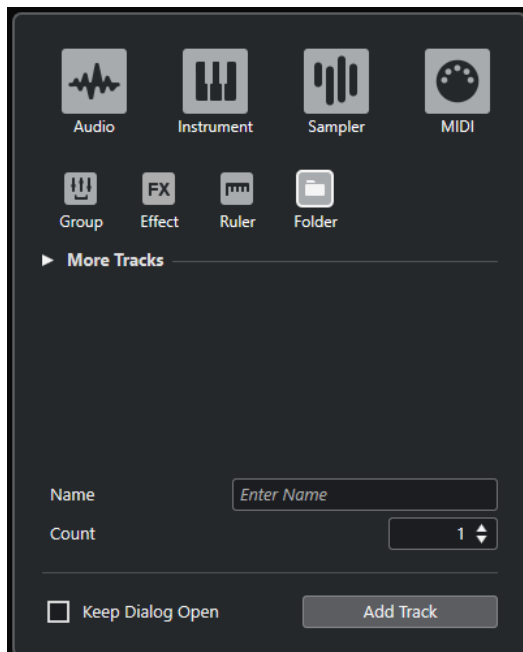 Audio Instrument Sampler MIDI
FX
Group Effect Ruler Folder
More Tracks
Name Enter Name
Count 1
Keep Dialog Open Add Track